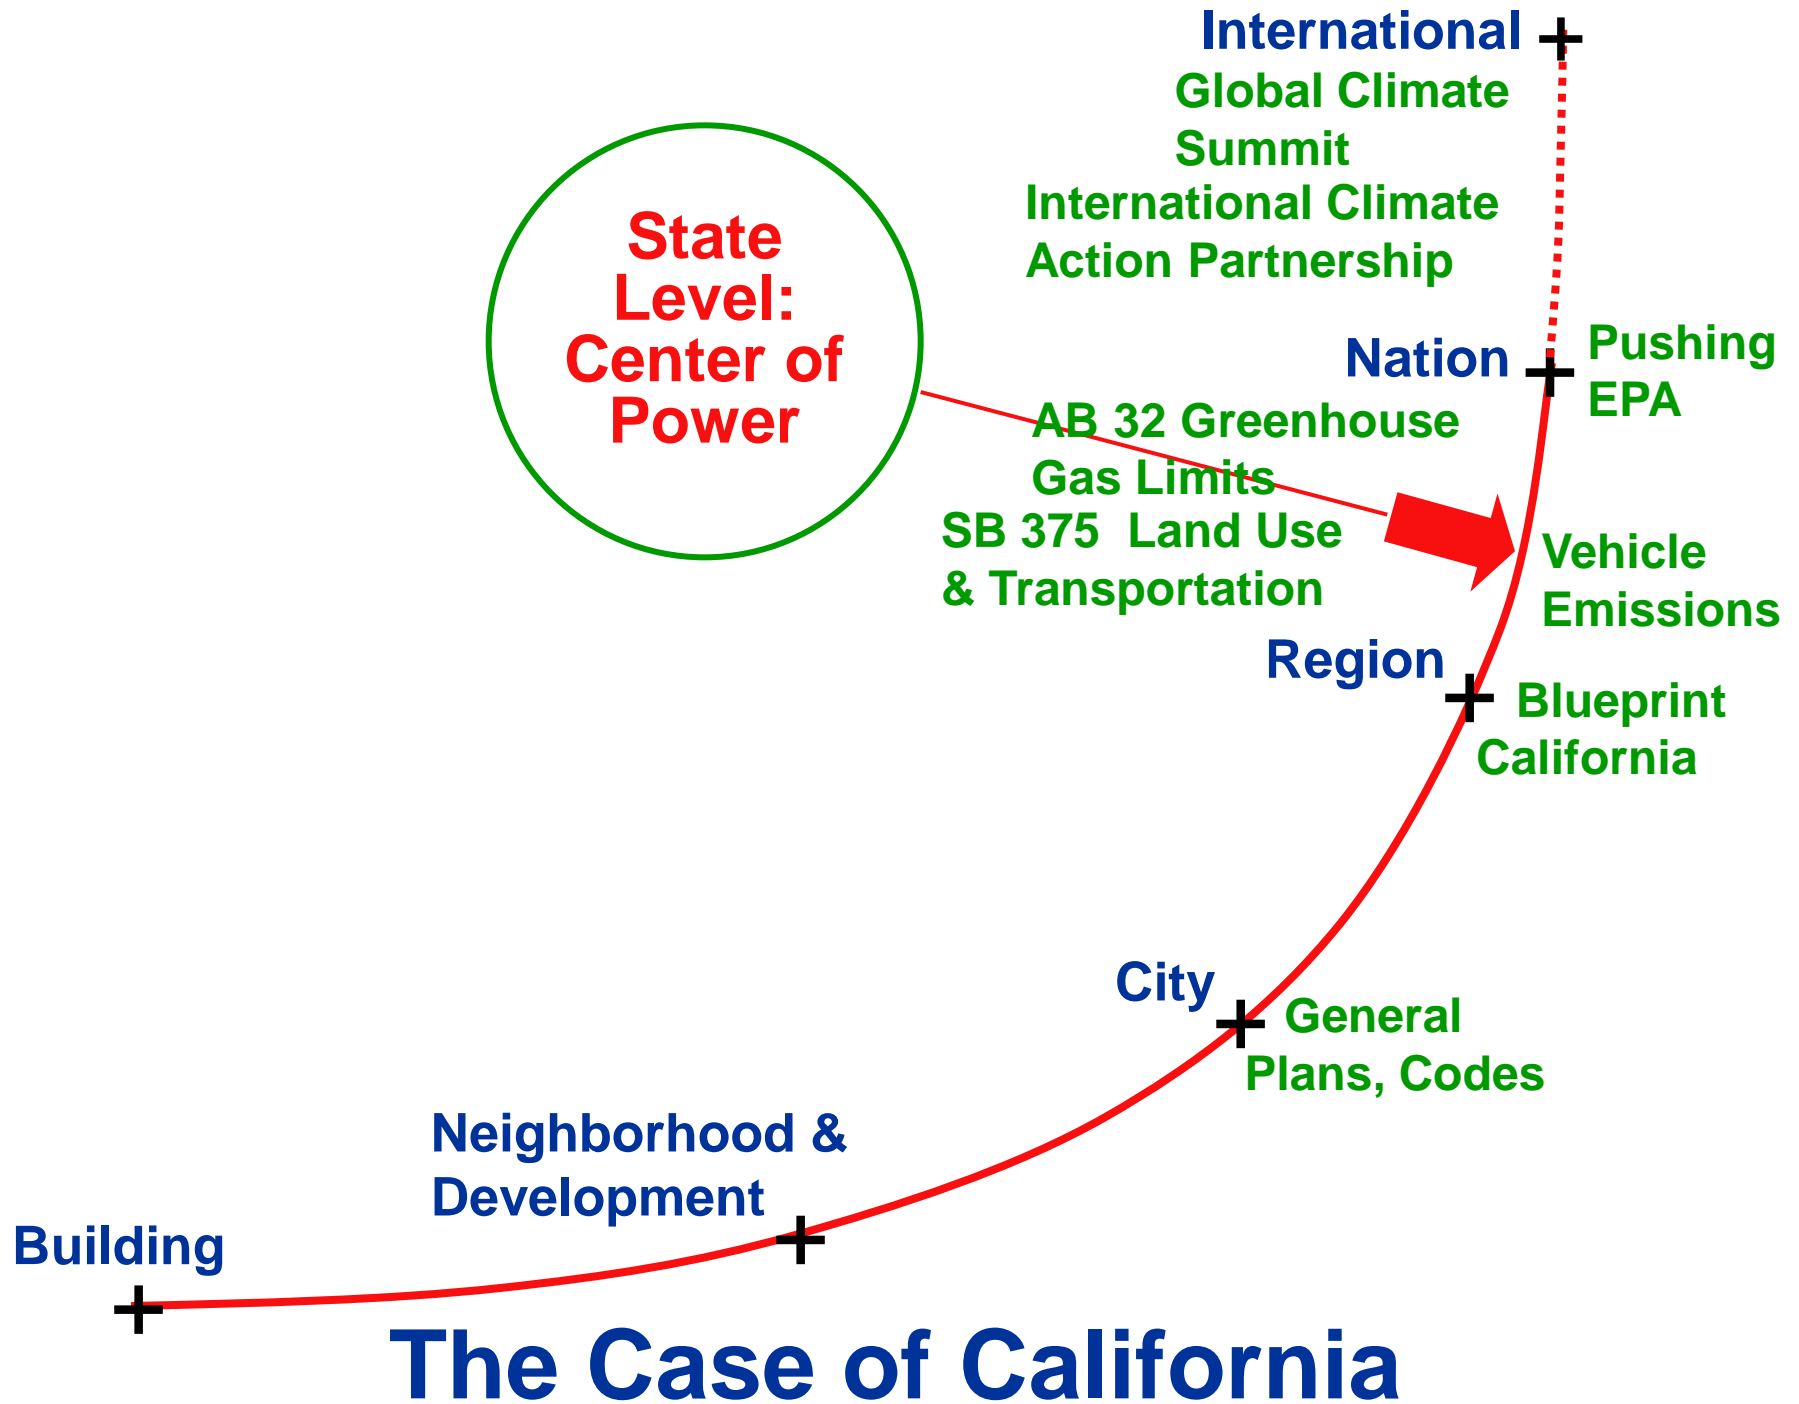 International
Global Climate
Summit
International Climate
Action Partnership
State
Level:
Center of
Power
Nation
Pushing
EPA
AB 32 Greenhouse
Gas Limits
SB 375  Land Use
& Transportation
Vehicle
Emissions
Region
Blueprint
California
City
General
Plans, Codes
Neighborhood &
Development
Building
The Case of California